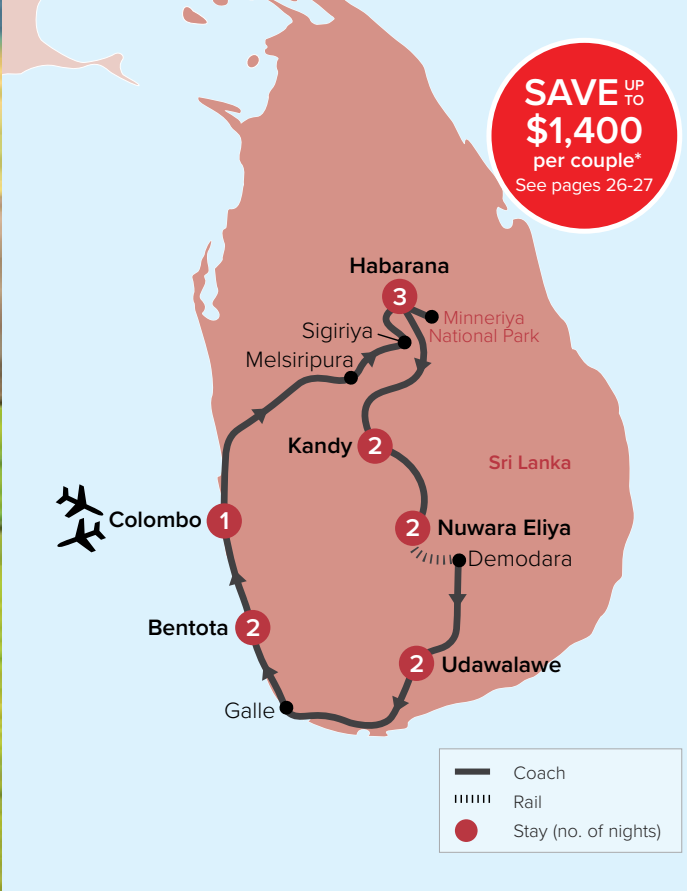 SAVE UP TO
$1,400
per couple*
See pages 26-27
Habarana
3
Minneriya
National Park
Sigiriya
Melsiripura
Kandy 2
Sri Lanka
Colombo 1
2 Nuwara Eliya
Demodara
Bentota 2
2 Udawalawe
Galle
Coach
Rail
Stay (no. of nights)